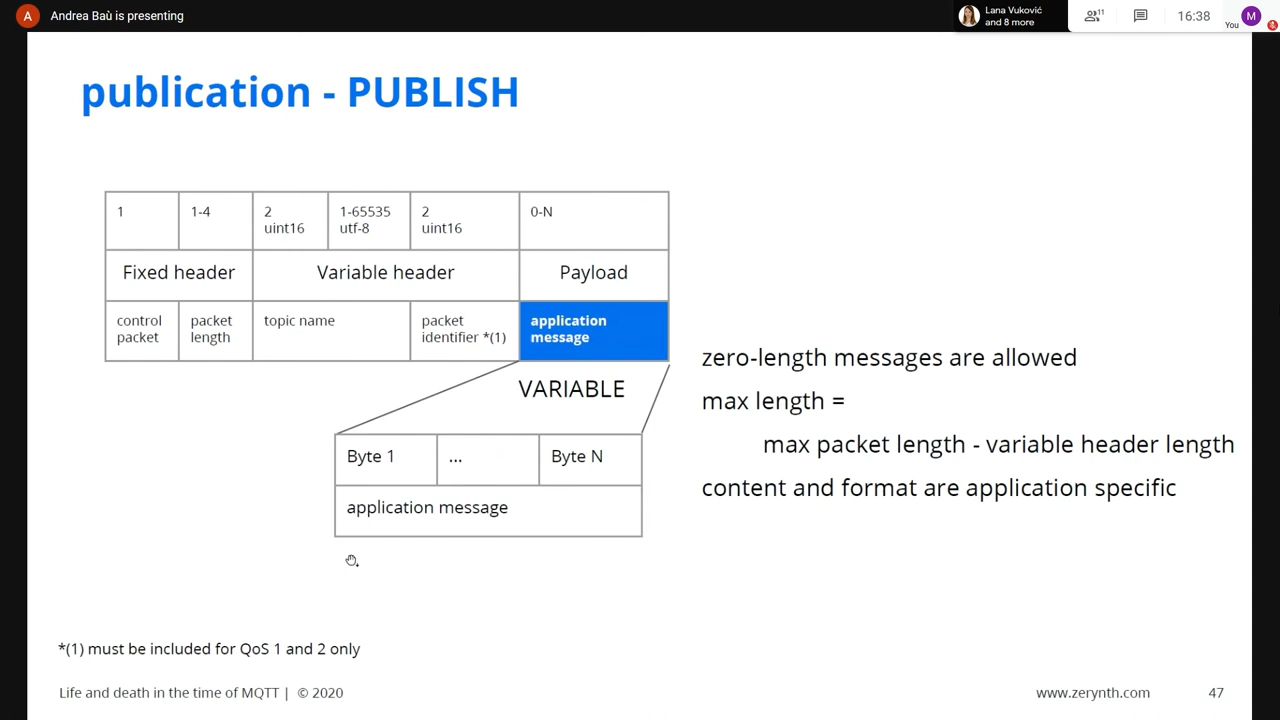 A
Andrea Baù is presenting
Lana Vuković
and 8 more
11
16:38
You
M
publication - PUBLISH
1
1-4
2
uint16
1-65535
utf-8
2
uint16
0-N
Fixed header
Variable header
Payload
control
packet
packet
length
topic name
packet
identifier *(1)
application
message
VARIABLE
Byte 1
...
Byte N
application message
zero-length messages are allowed
max length =
max packet length - variable header length
content and format are application specific
*(1) must be included for QoS 1 and 2 only
Life and death in the time of MQTT | © 2020
www.zerynth.com
47